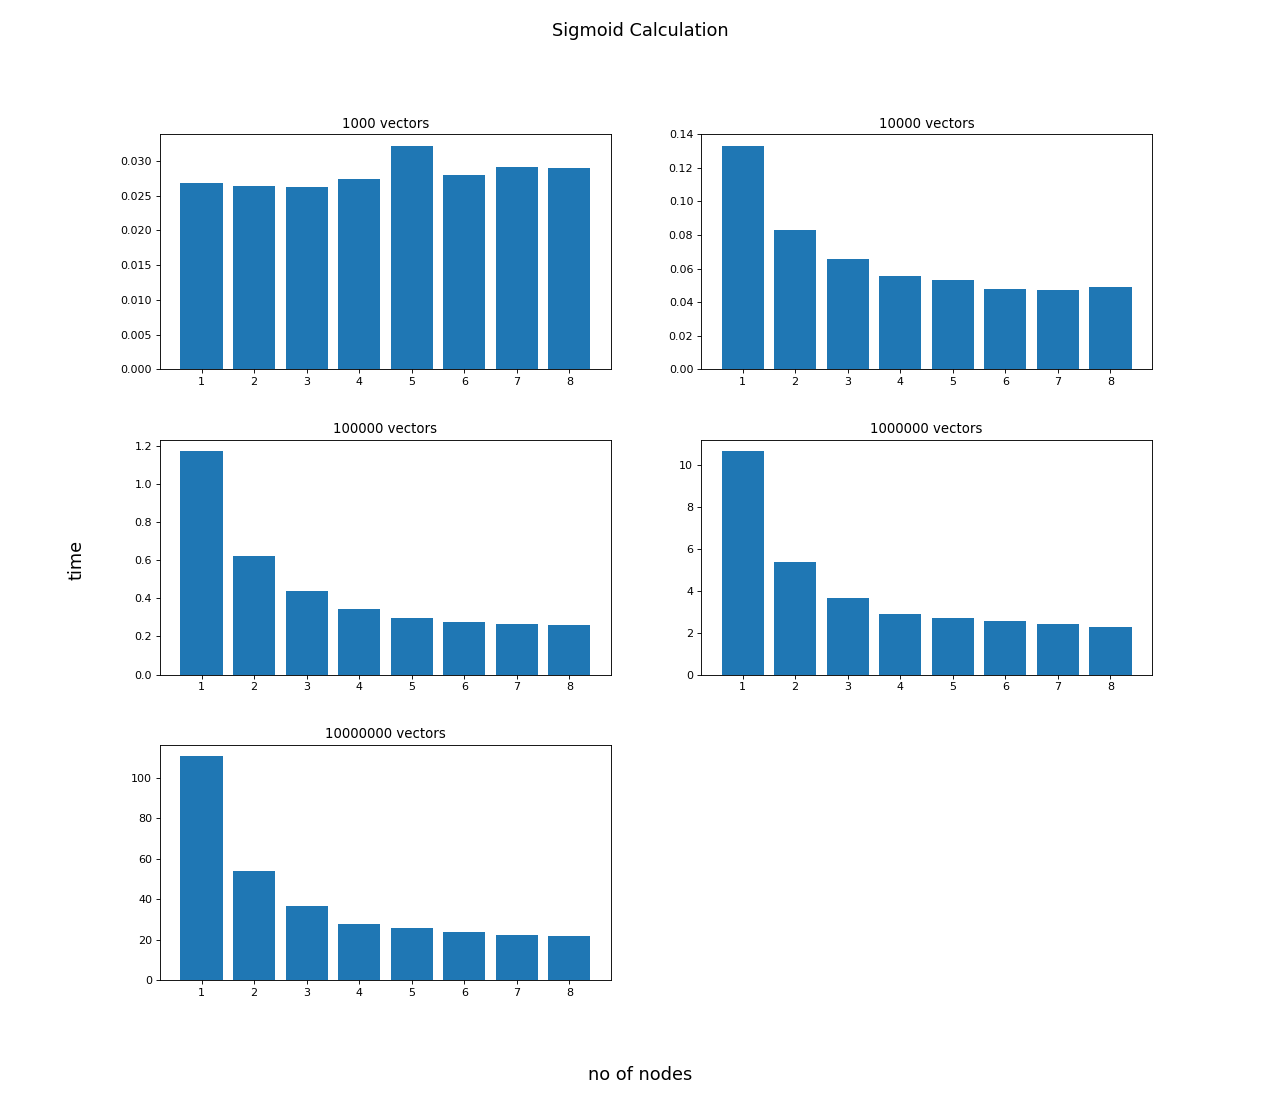 Sigmoid Calculation
1000 vectors
0.030
0.025
0.020
0.015
0.010
0.005
0.000
1 2 3 4 5 6 7 8
10000 vectors
0.14
0.12
0.10
0.08
0.06
0.04
0.02
0.00
1 2 3 4 5 6 7 8
100000 vectors
1.2
1.0
0.8
0.6
0.4
0.2
0.0
1 2 3 4 5 6 7 8
1000000 vectors
10
8
6
4
2
0
1 2 3 4 5 6 7 8
time
10000000 vectors
100
80
60
40
20
0
1 2 3 4 5 6 7 8
no of nodes